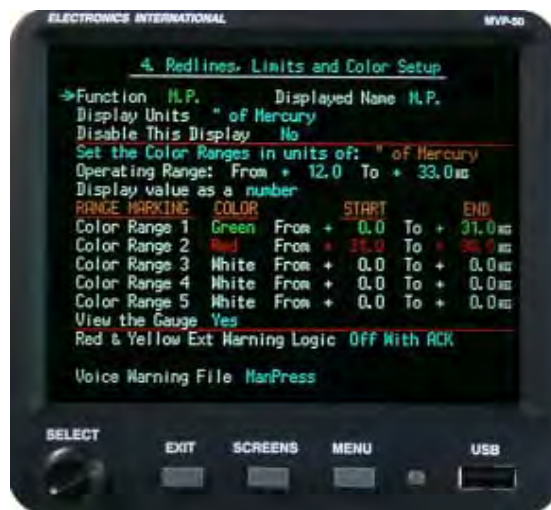 ELECTRONICS INTERNATIONAL MVP-50
4. Redlines, Limits and Color Setup
Function M.P. Displayed Name M.P.
Display Units " of Mercury
Disable This Display No
Set the Color Ranges in units of: " of Mercury
Operating Range: From + 12.0 To + 33.0
Display value as a number
RANGE MARKING COLOR START END
Color Range 1 Green From + 0.0 To + 31.0
Color Range 2 Red From + 31.0 To +
Color Range 3 White From + 0.0 To + 0.0
Color Range 4 White From + 0.0 To + 0.0
Color Range 5 White From + 0.0 To + 0.0
View the Gauge Yes
Red & Yellow Ext Warning Logic Off With ACK
Voice Warning File ManPress
SELECT EXIT SCREENS MENU USB